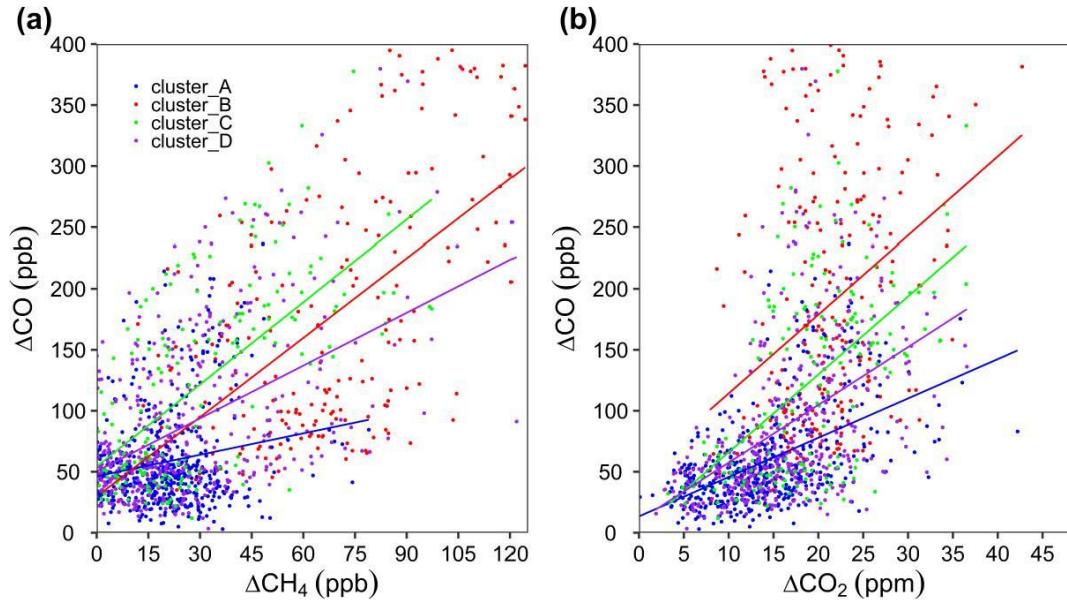 (a)
400
350
300
250
200
150
100
50
0
ΔCO (ppb)
cluster_A
cluster_B
cluster_C
cluster_D
0 15 30 45 60 75 90 105 120
ΔCH₄ (ppb)
(b)
400
350
300
250
200
150
100
50
0
ΔCO (ppb)
0 5 10 15 20 25 30 35 40 45
ΔCO₂ (ppm)